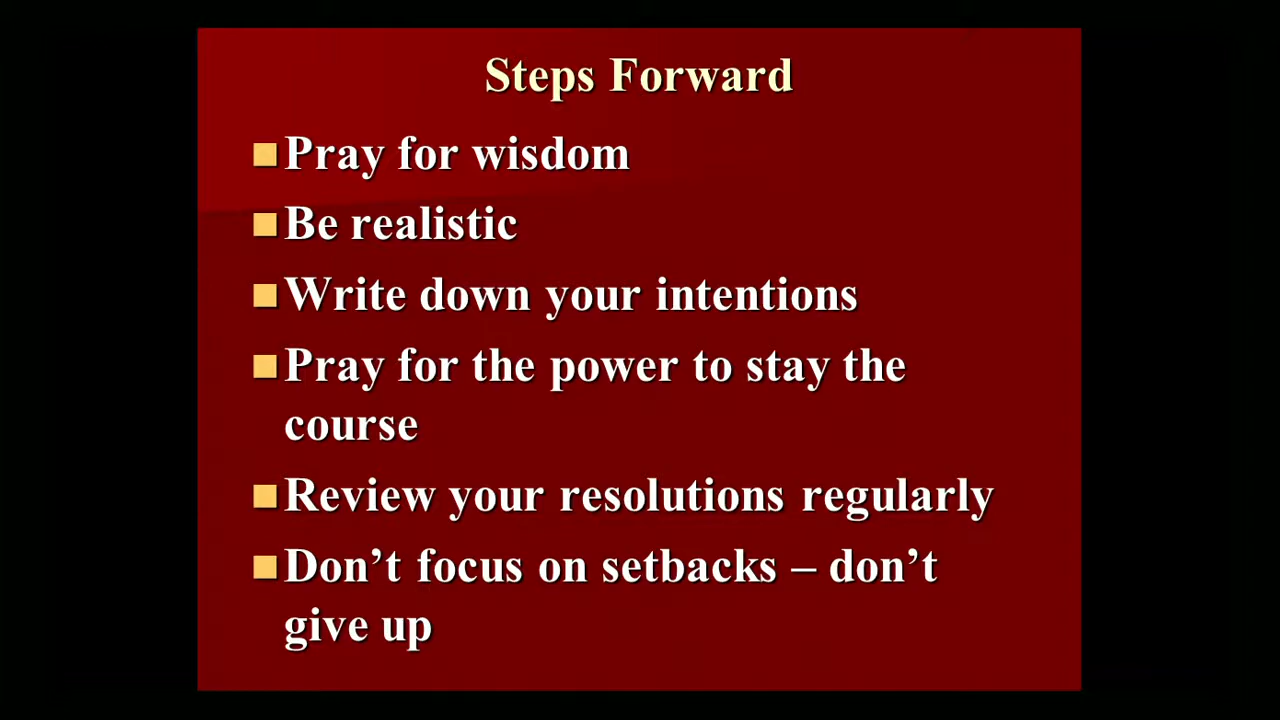 Steps Forward
Pray for wisdom
Be realistic
Write down your intentions
Pray for the power to stay the
course
Review your resolutions regularly
Don’t focus on setbacks – don’t
give up